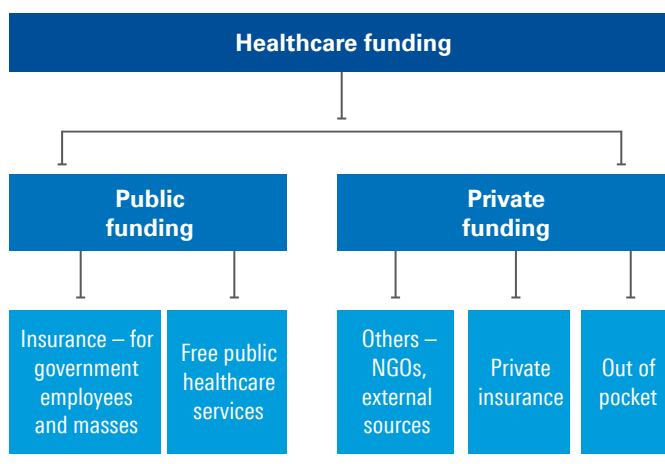 Healthcare funding
Public
funding
Private
funding
Insurance – for
government
employees
and masses
Free public
healthcare
services
Others –
NGOs,
external
sources
Private
insurance
Out of
pocket